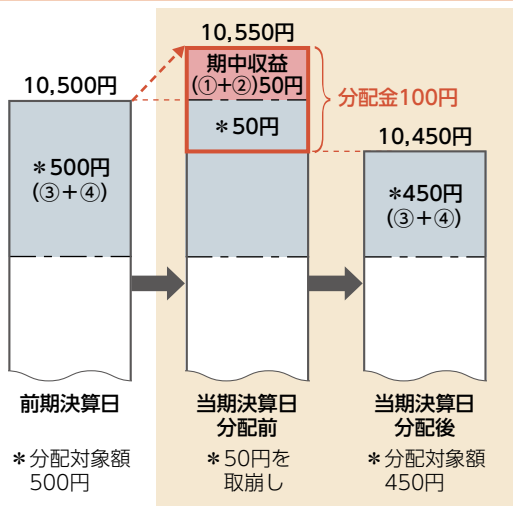 10,550円
期中収益
(①+②)50円
10,500円
分配金100円
＊50円
10,450円
＊500円
(③+④)
＊450円
(③+④)
前期決算日
当期決算日
分配前
当期決算日
分配後
＊分配対象額
500円
＊50円を
取崩し
＊分配対象額
450円